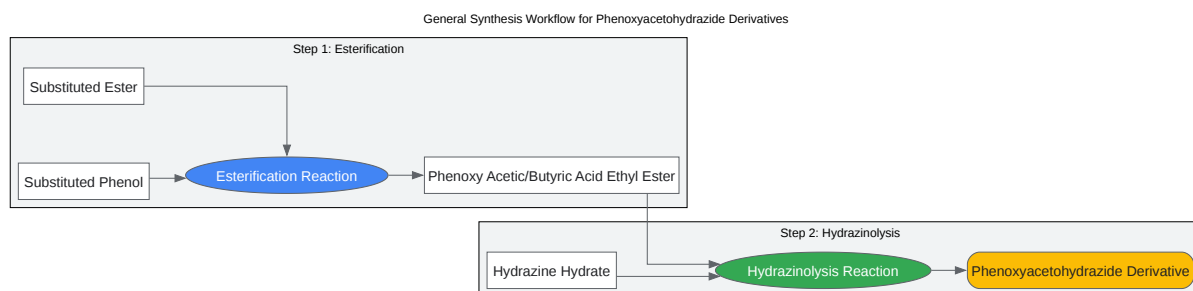 General Synthesis Workflow for Phenoxyacetohydrazide Derivatives
Step 1: Esterification
Substituted Ester
Substituted Phenol
Esterification Reaction
Phenoxy Acetic/Butyric Acid Ethyl Ester
Step 2: Hydrazinolysis
Hydrazine Hydrate
Hydrazinolysis Reaction
Phenoxyacetohydrazide Derivative